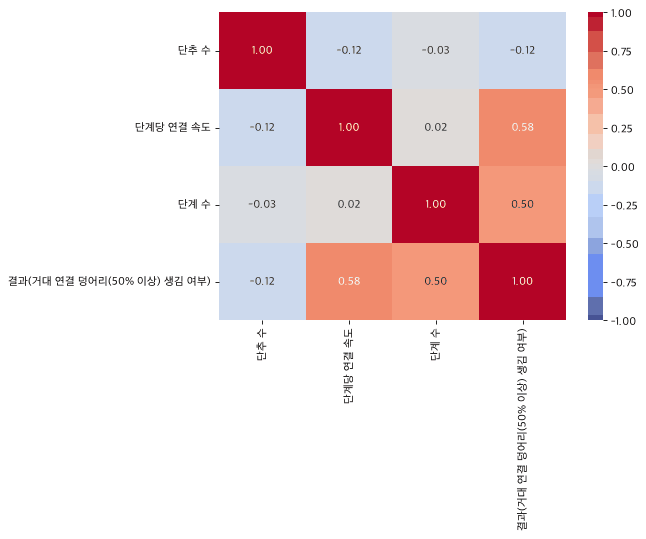 단추 수
단계당 연결 속도
단계 수
결과(거대 연결 덩어리(50% 이상) 생김 여부)
1.00 -0.12 -0.03 -0.12
-0.12 1.00 0.02 0.58
-0.03 0.02 1.00 0.50
-0.12 0.58 0.50 1.00
단추 수
단계당 연결 속도
단계 수
결과(거대 연결 덩어리(50% 이상) 생김 여부)
1.00
0.75
0.50
0.25
0.00
-0.25
-0.50
-0.75
-1.00